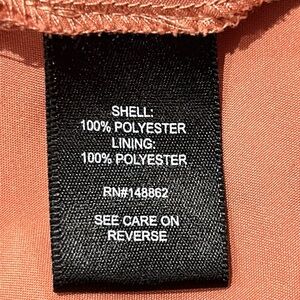 SHELL:
100% POLYESTER
LINING:
100% POLYESTER
RN#148862
SEE CARE ON
REVERSE